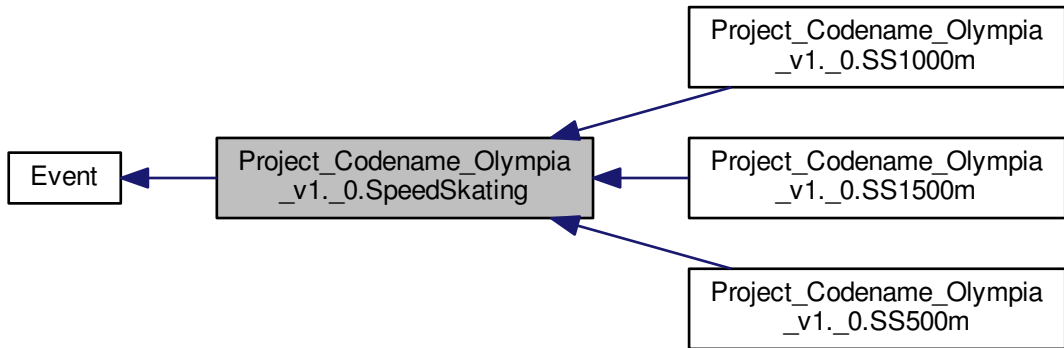 Event
Project_Codename_Olympia
_v1._0.SpeedSkating
Project_Codename_Olympia
_v1._0.SS1000m
Project_Codename_Olympia
_v1._0.SS1500m
Project_Codename_Olympia
_v1._0.SS500m